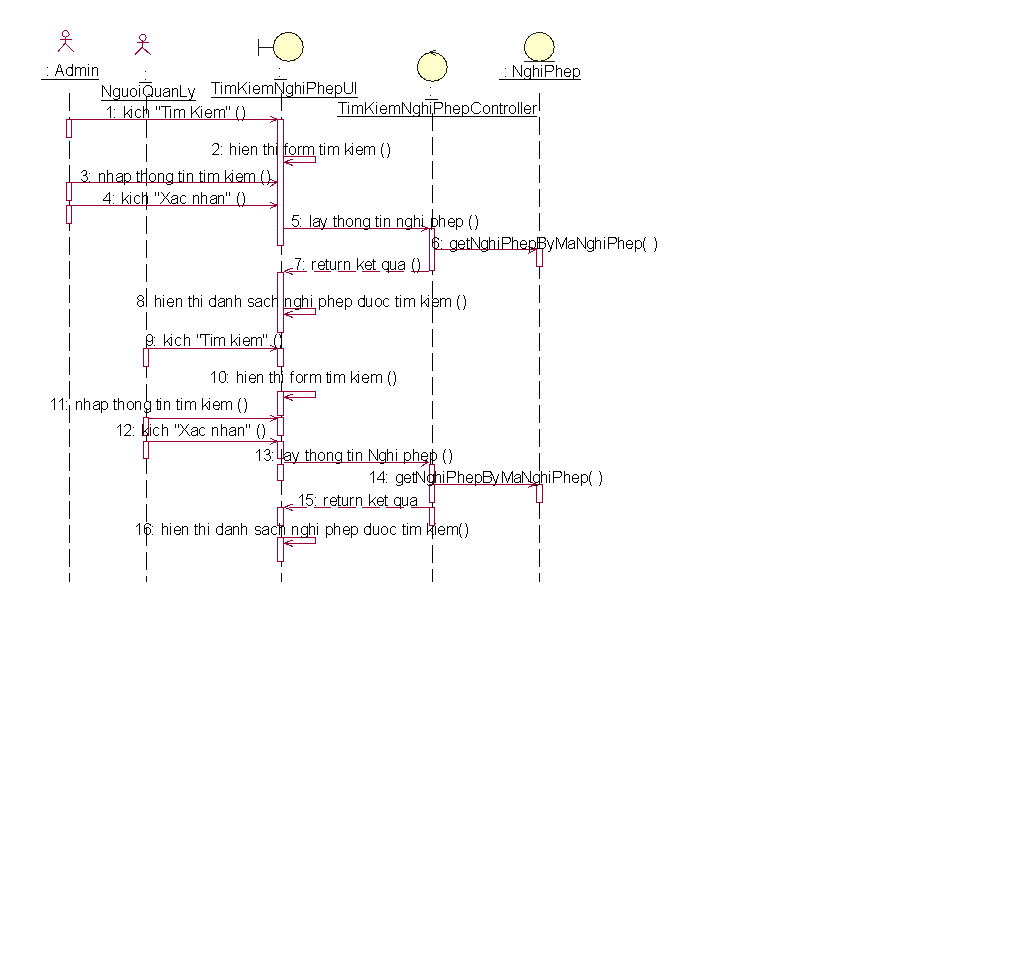 : Admin
:
NguoiQuanLy
:
TimKiemNghiPhepUI
:
TimKiemNghiPhepController
: NghiPhep
1: kich "Tim Kiem" ()
2: hien thi form tim kiem ()
3: nhap thong tin tim kiem ()
4: kich "Xac nhan" ()
5: lay thong tin nghi phep ()
6: getNghiPhepByMaNghiPhep( )
7: return ket qua ()
8: hien thi danh sach nghi phep duoc tim kiem ()
9: kich "Tim kiem" ()
10: hien thi form tim kiem ()
11: nhap thong tin tim kiem ()
12: kich "Xac nhan" ()
13: lay thong tin Nghi phep ()
14: getNghiPhepByMaNghiPhep( )
15: return ket qua
16: hien thi danh sach nghi phep duoc tim kiem()